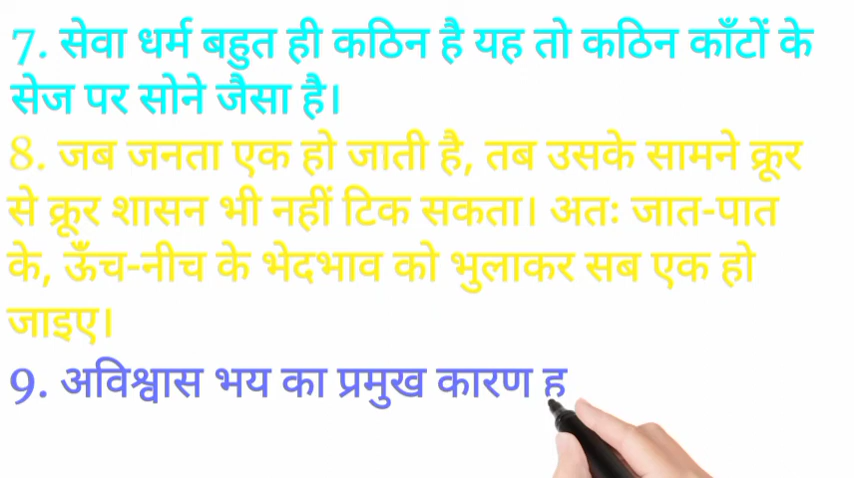 7. सेवा धर्म बहुत ही कठिन है यह तो कठिन काँटों के
सेज पर सोने जैसा है।
8. जब जनता एक हो जाती है, तब उसके सामने क्रूर
से क्रूर शासन भी नहीं टिक सकता। अतः जात-पात
के, ऊँच-नीच के भेदभाव को भुलाकर सब एक हो
जाइए।
9. अविश्वास भय का प्रमुख कारण ह